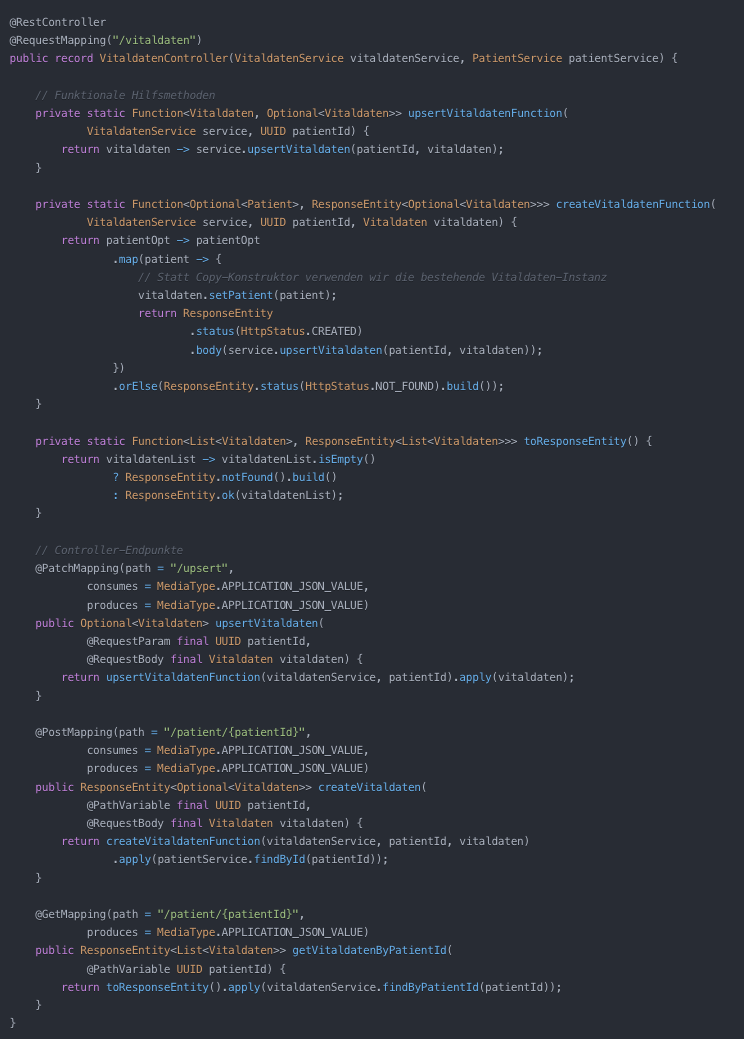 @RestController
@RequestMapping("/vitaldaten")
public record VitaldatenController(VitaldatenService vitaldatenService, PatientService patientService) {
// Funktionale Hilfsmethoden
private static Function<Vitaldaten, Optional<Vitaldaten>> upsertVitaldatenFunction(
VitaldatenService service, UUID patientId) {
return vitaldaten -> service.upsertVitaldaten(patientId, vitaldaten);
}
private static Function<Optional<Patient>, ResponseEntity<Optional<Vitaldaten>>> createVitaldatenFunction(
VitaldatenService service, UUID patientId, Vitaldaten vitaldaten) {
return patientOpt -> patientOpt
.map(patient -> {
// Statt Copy-Konstruktor verwenden wir die bestehende Vitaldaten-Instanz
vitaldaten.setPatient(patient);
return ResponseEntity
.status(HttpStatus.CREATED)
.body(service.upsertVitaldaten(patientId, vitaldaten));
})
.orElse(ResponseEntity.status(HttpStatus.NOT_FOUND).build());
}
private static Function<List<Vitaldaten>, ResponseEntity<List<Vitaldaten>>> toResponseEntity() {
return vitaldatenList -> vitaldatenList.isEmpty()
? ResponseEntity.notFound().build()
: ResponseEntity.ok(vitaldatenList);
}
// Controller-Endpunkte
@PatchMapping(path = "/upsert",
consumes = MediaType.APPLICATION_JSON_VALUE,
produces = MediaType.APPLICATION_JSON_VALUE)
public Optional<Vitaldaten> upsertVitaldaten(
@RequestParam final UUID patientId,
@RequestBody final Vitaldaten vitaldaten) {
return upsertVitaldatenFunction(vitaldatenService, patientId).apply(vitaldaten);
}
@PostMapping(path = "/patient/{patientId}",
consumes = MediaType.APPLICATION_JSON_VALUE,
produces = MediaType.APPLICATION_JSON_VALUE)
public ResponseEntity<Optional<Vitaldaten>> createVitaldaten(
@PathVariable final UUID patientId,
@RequestBody final Vitaldaten vitaldaten) {
return createVitaldatenFunction(vitaldatenService, patientId, vitaldaten)
.apply(patientService.findById(patientId));
}
@GetMapping(path = "/patient/{patientId}",
produces = MediaType.APPLICATION_JSON_VALUE)
public ResponseEntity<List<Vitaldaten>> getVitaldatenByPatientId(
@PathVariable UUID patientId) {
return toResponseEntity().apply(vitaldatenService.findByPatientId(patientId));
}
}